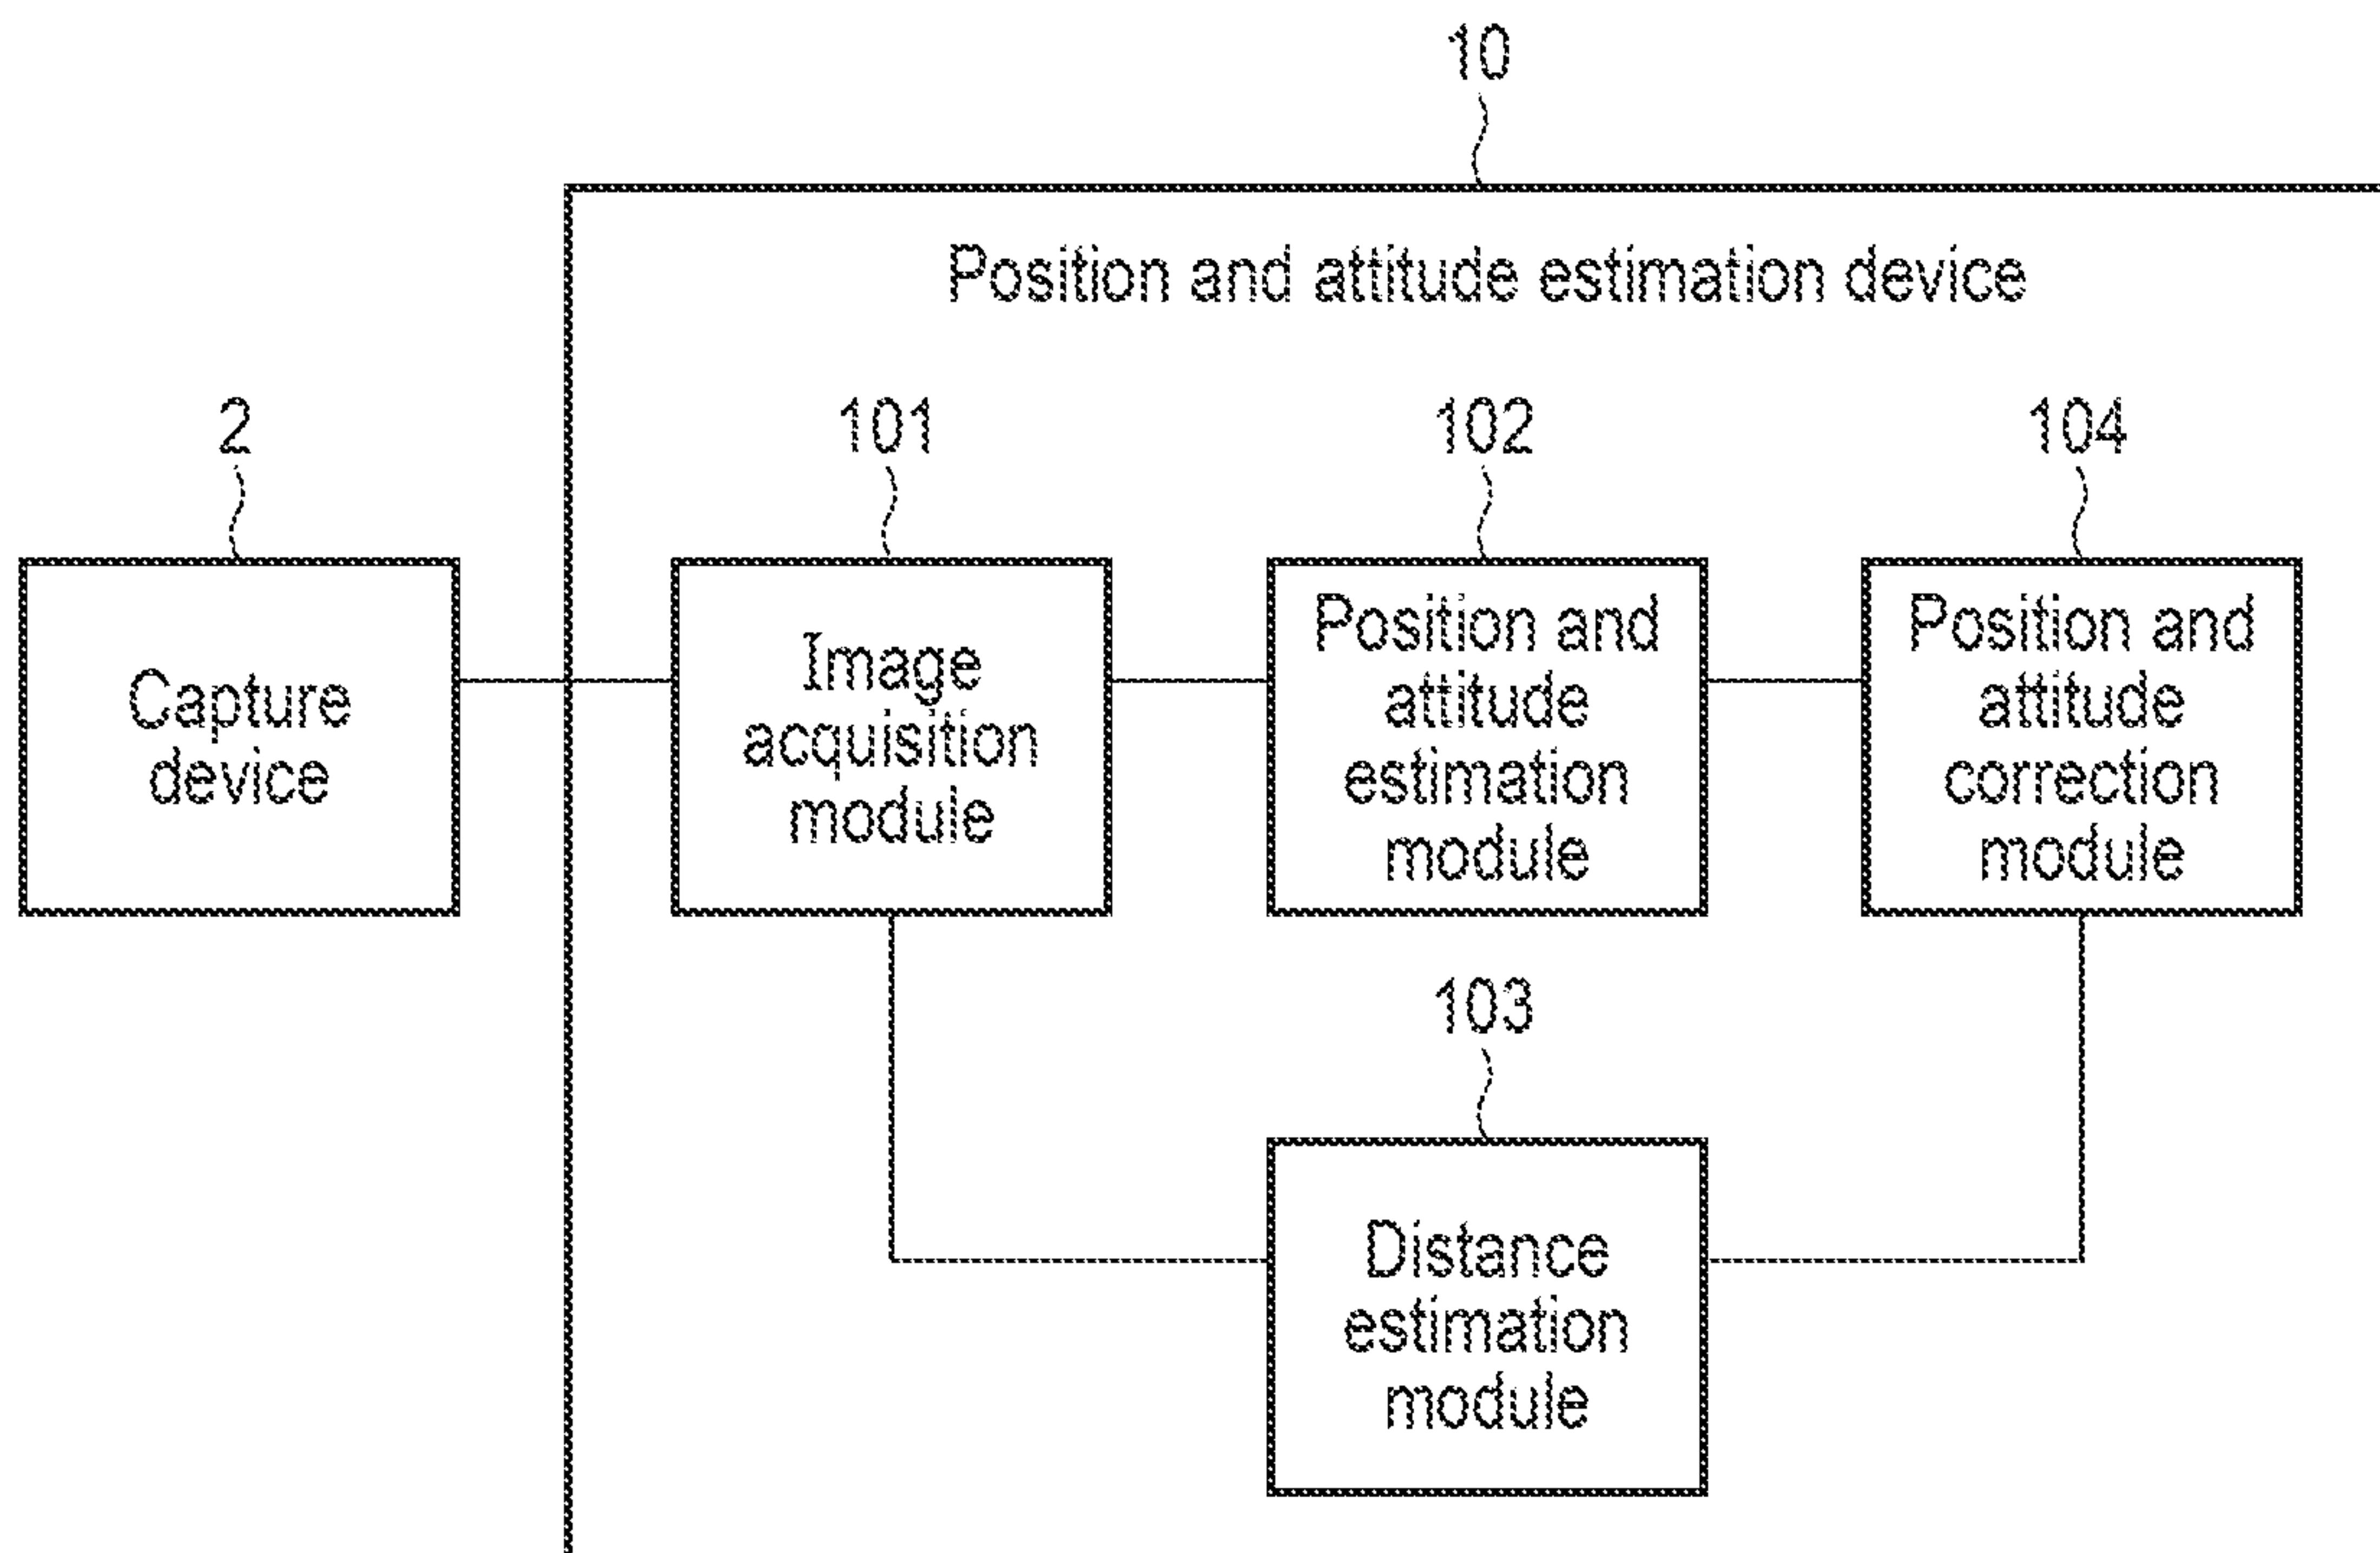 10
Position and attitude estimation device
2
101
102
104
Capture
device
Image
acquisition
module
Position and
attitude
estimation
module
Position and
attitude
correction
module
103
Distance
estimation
module